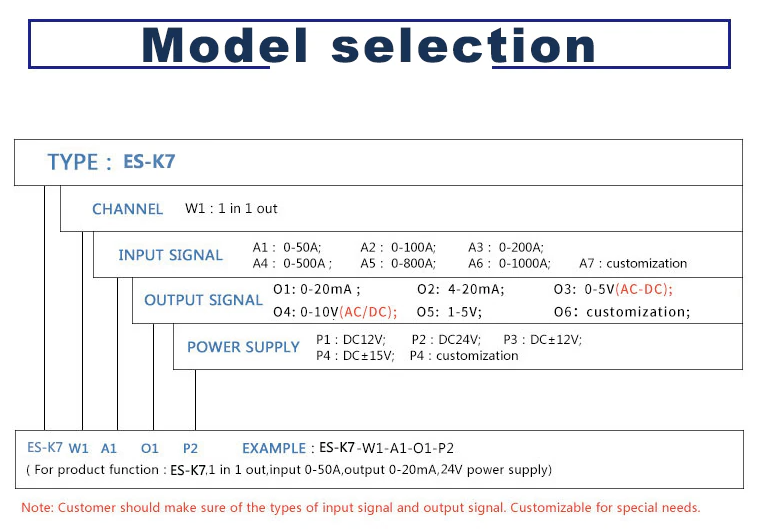 Model selection
TYPE : ES-K7
CHANNEL W1 : 1 in 1 out
INPUT SIGNAL
A1 : 0-50A; A2 : 0-100A; A3 : 0-200A;
A4 : 0-500A ; A5 : 0-800A; A6 : 0-1000A; A7 : customization
OUTPUT SIGNAL
O1: 0-20mA ; O2: 4-20mA; O3: 0-5V(AC-DC);
O4: 0-10V(AC/DC); O5: 1-5V; O6: customization;
POWER SUPPLY
P1 : DC12V; P2 : DC24V; P3 : DC±12V;
P4 : DC±15V; P4 : customization
ES-K7 W1 A1 O1 P2 EXAMPLE : ES-K7-W1-A1-O1-P2
( For product function : ES-K7,1 in 1 out,input 0-50A,output 0-20mA,24V power supply)
Note: Customer should make sure of the types of input signal and output signal. Customizable for special needs.